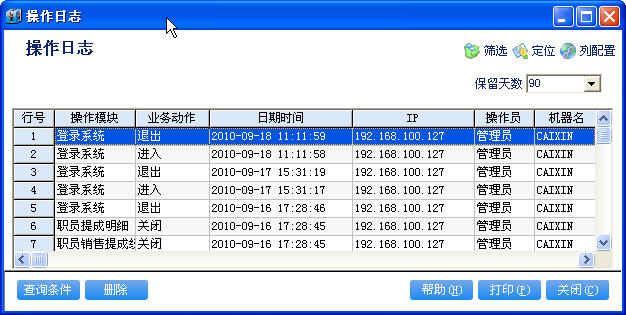 操作日志
操作日志
筛选 定位 列配置
保留天数 90
行号 操作模块 业务动作 日期时间 IP 操作员 机器名
1 登录系统 退出 2010-09-18 11:11:59 192.168.100.127 管理员 CAIXIN
2 登录系统 进入 2010-09-18 11:11:58 192.168.100.127 管理员 CAIXIN
3 登录系统 退出 2010-09-17 15:31:19 192.168.100.127 管理员 CAIXIN
4 登录系统 进入 2010-09-17 15:31:17 192.168.100.127 管理员 CAIXIN
5 登录系统 退出 2010-09-16 17:28:46 192.168.100.127 管理员 CAIXIN
6 职员提成明细 关闭 2010-09-16 17:28:45 192.168.100.127 管理员 CAIXIN
7 职员销售提成 关闭 2010-09-16 17:28:45 192.168.100.127 管理员 CAIXIN
查询条件 删除 帮助(H) 打印(P) 关闭(C)